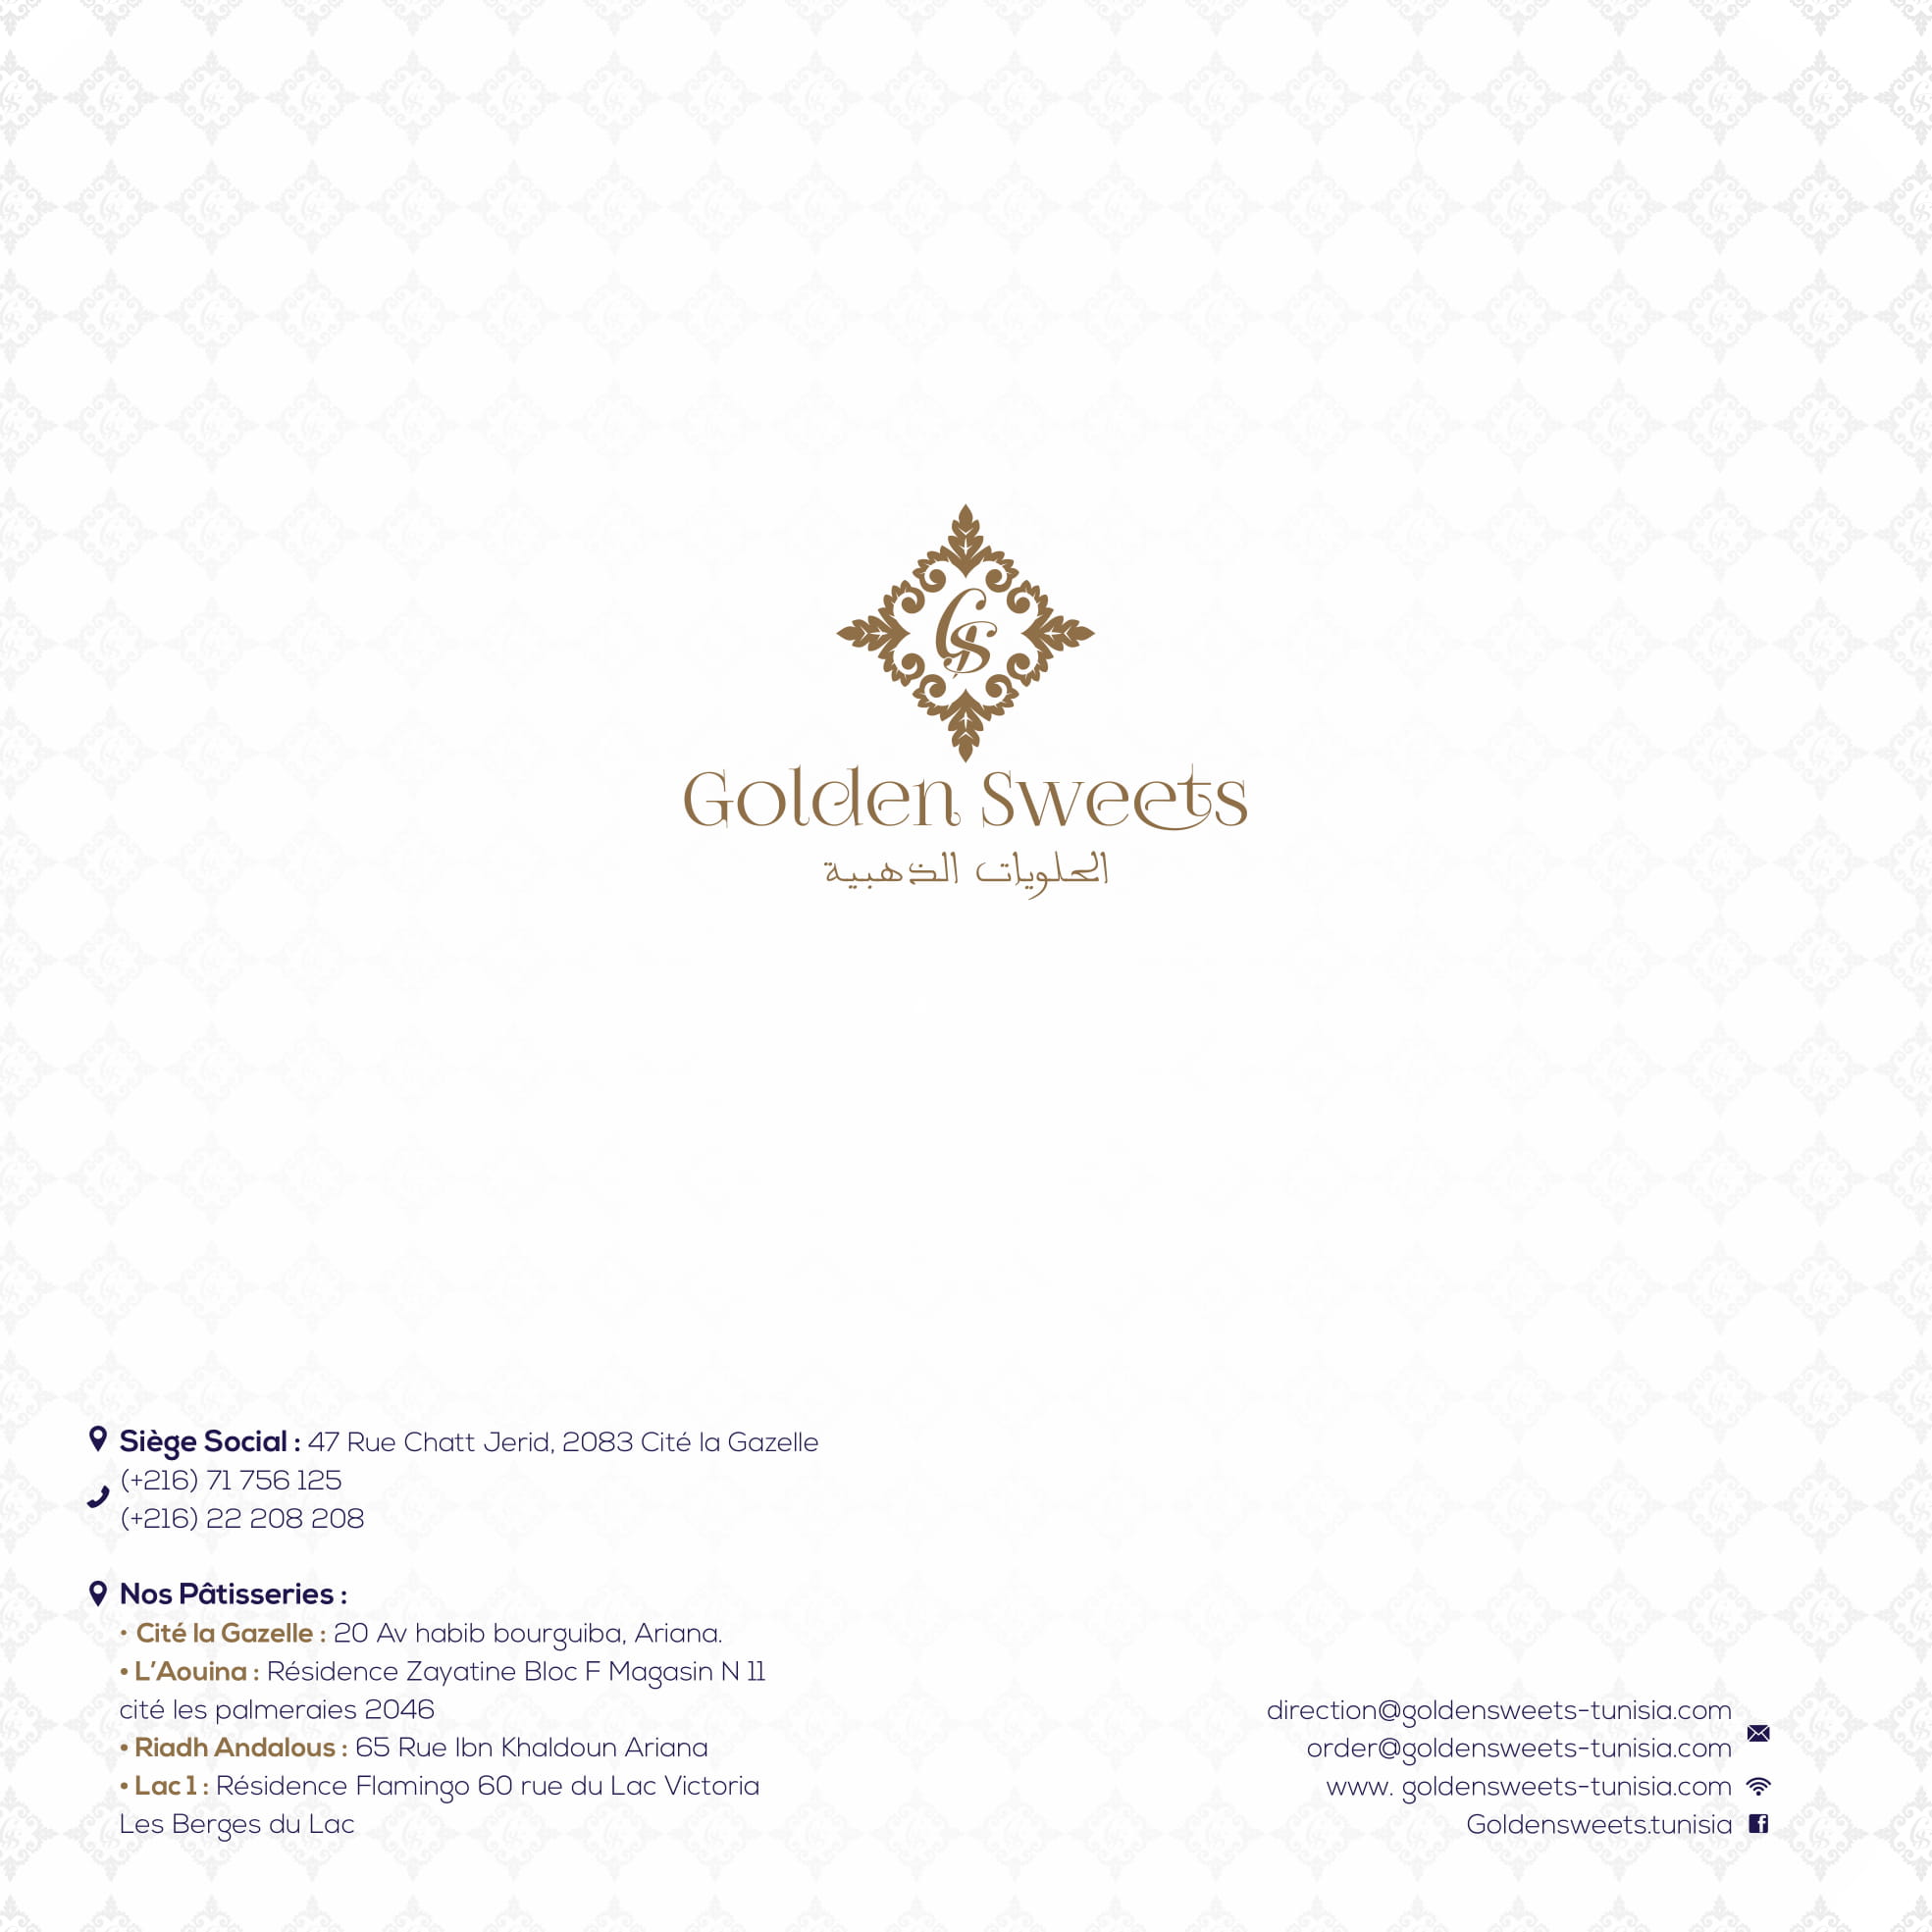 GS
Golden Sweets
الحلويات الذهبية
Siège Social : 47 Rue Chatt Jerid, 2083 Cité la Gazelle
(+216) 71 756 125
(+216) 22 208 208
Nos Pâtisseries :
• Cité la Gazelle : 20 Av habib bourguiba, Ariana.
• L'Aouina : Résidence Zayatine Bloc F Magasin N 11
cité les palmeraies 2046
• Riadh Andalous : 65 Rue Ibn Khaldoun Ariana
• Lac 1 : Résidence Flamingo 60 rue du Lac Victoria
Les Berges du Lac
direction@goldensweets-tunisia.com
order@goldensweets-tunisia.com
www. goldensweets-tunisia.com
Goldensweets.tunisia